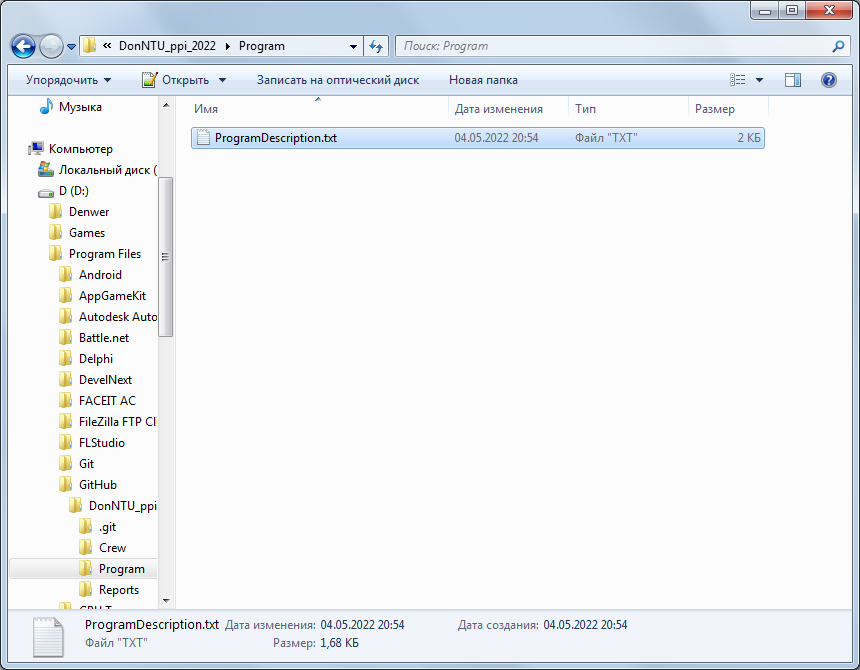 « DonNTU_ppi_2022 Program
Поиск: Program
Упорядочить Открыть Записать на оптический диск Новая папка
Музыка
Компьютер
Локальный диск (
D (D:)
Denwer
Games
Program Files
Android
AppGameKit
Autodesk Auto
Battle.net
Delphi
DevelNext
FACEIT AC
FileZilla FTP Cl
FLStudio
Git
GitHub
DonNTU_ppi
.git
Crew
Program
Reports
Имя Дата изменения Тип Размер
ProgramDescription.txt 04.05.2022 20:54 Файл "TXT" 2 КБ
ProgramDescription.txt Дата изменения: 04.05.2022 20:54 Дата создания: 04.05.2022 20:54
Файл "TXT" Размер: 1,68 КБ